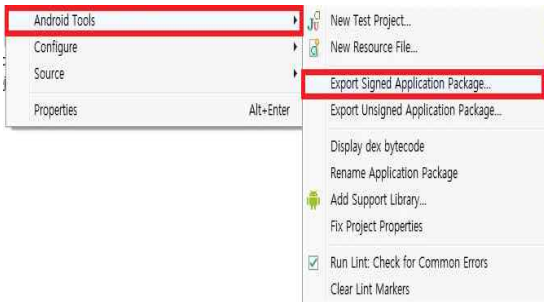 Android Tools
Configure
Source
Properties Alt+Enter
New Test Project...
New Resource File...
Export Signed Application Package...
Export Unsigned Application Package...
Display dex bytecode
Rename Application Package
Add Support Library...
Fix Project Properties
Run Lint: Check for Common Errors
Clear Lint Markers